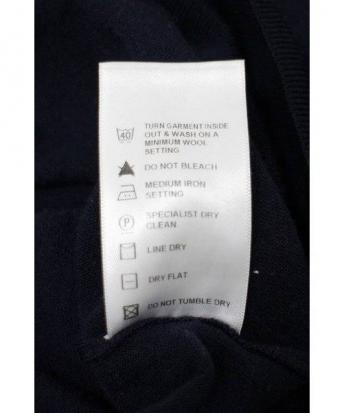 40
TURN GARMENT INSIDE
OUT & WASH ON A
MINIMUM WOOL
SETTING
DO NOT BLEACH
MEDIUM IRON
SETTING
P
SPECIALIST DRY
CLEAN
LINE DRY
DRY FLAT
DO NOT TUMBLE DRY